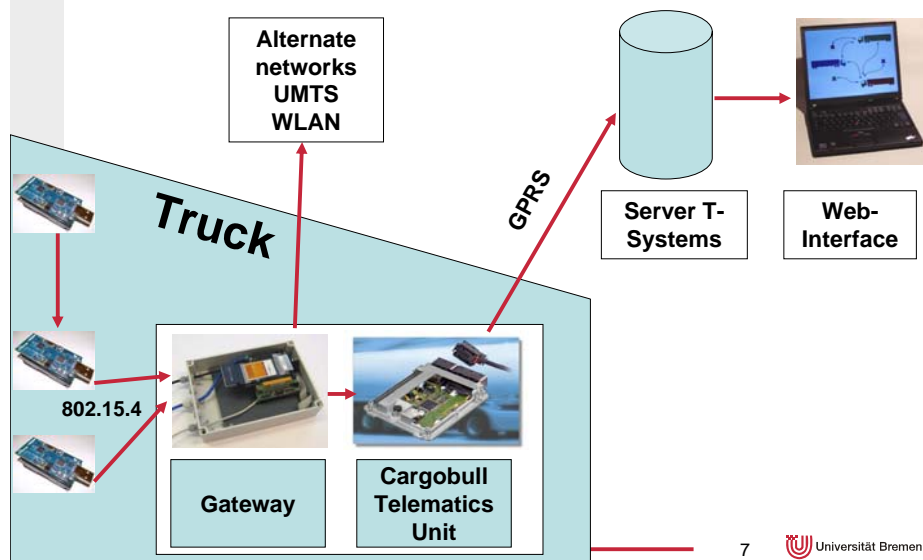 Alternate
networks
UMTS
WLAN
Truck
GPRS
Server T-
Systems
Web-
Interface
802.15.4
Gateway
Cargobull
Telematics
Unit
7
Universität Bremen